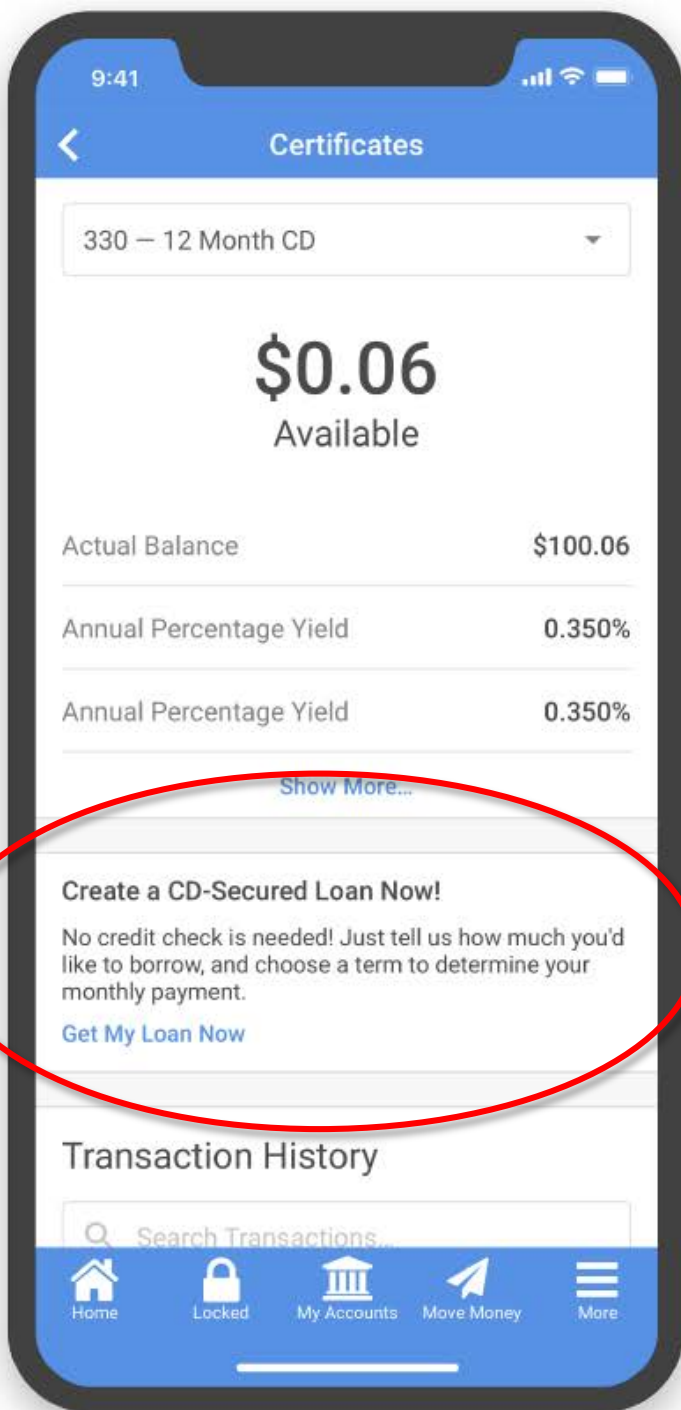 9:41
Certificates
330 — 12 Month CD
$0.06
Available
Actual Balance $100.06
Annual Percentage Yield 0.350%
Annual Percentage Yield 0.350%
Show More...
Create a CD-Secured Loan Now!
No credit check is needed! Just tell us how much you'd
like to borrow, and choose a term to determine your
monthly payment.
Get My Loan Now
Transaction History
Search Transactions...
Home Locked My Accounts Move Money More